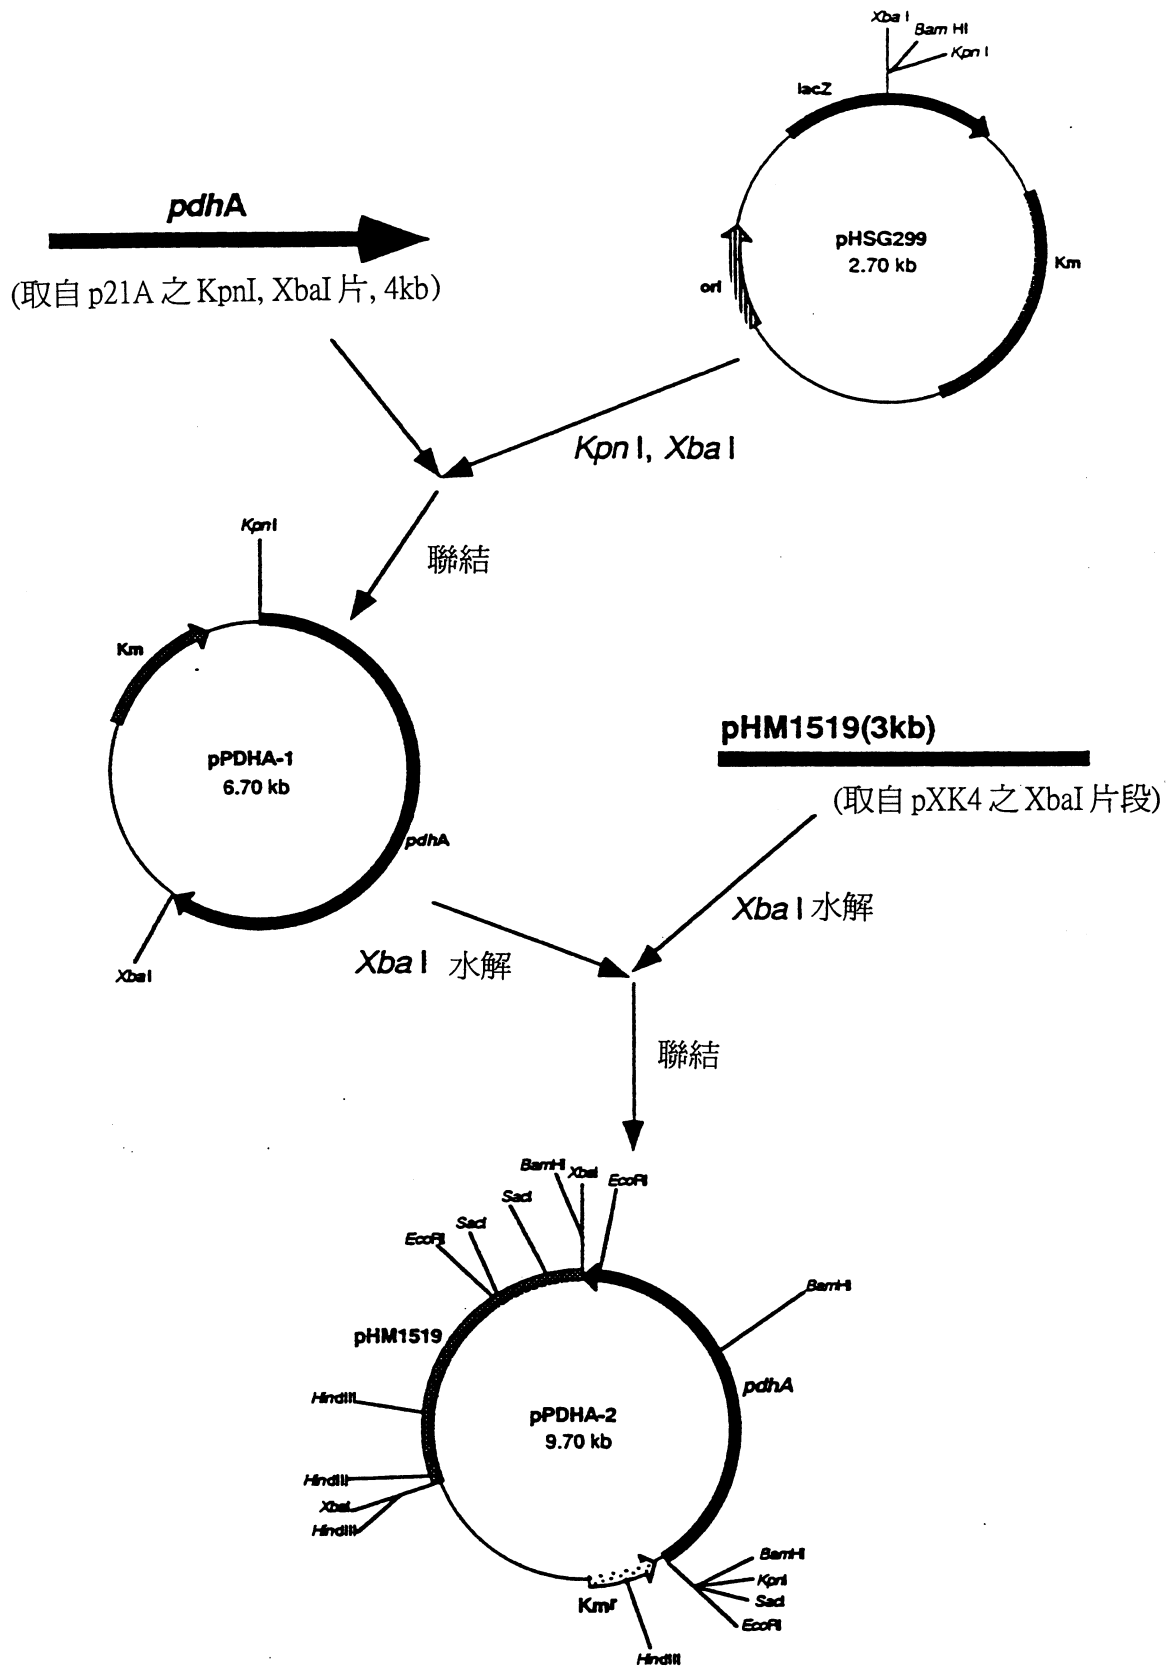 Xba I
Bam HI
Kpn I
lacZ
pdhA
(取自 p21A 之 KpnI, XbaI 片, 4kb)
pHSG299
2.70 kb
Km
ori
Kpn I, Xba I
聯結
Kpn I
Km
pPDHA-1
6.70 kb
pdhA
Xba I
pHM1519(3kb)
(取自 pXK4 之 XbaI 片段)
Xba I 水解
Xba I 水解
聯結
BamHI
XbaI
EcoRI
SacI
SacI
EcoRI
BamHI
pHM1519
pdhA
HindIII
pPDHA-2
9.70 kb
HindIII
XbaI
HindIII
BamHI
KpnI
SacI
EcoRI
Kmr
HindIII